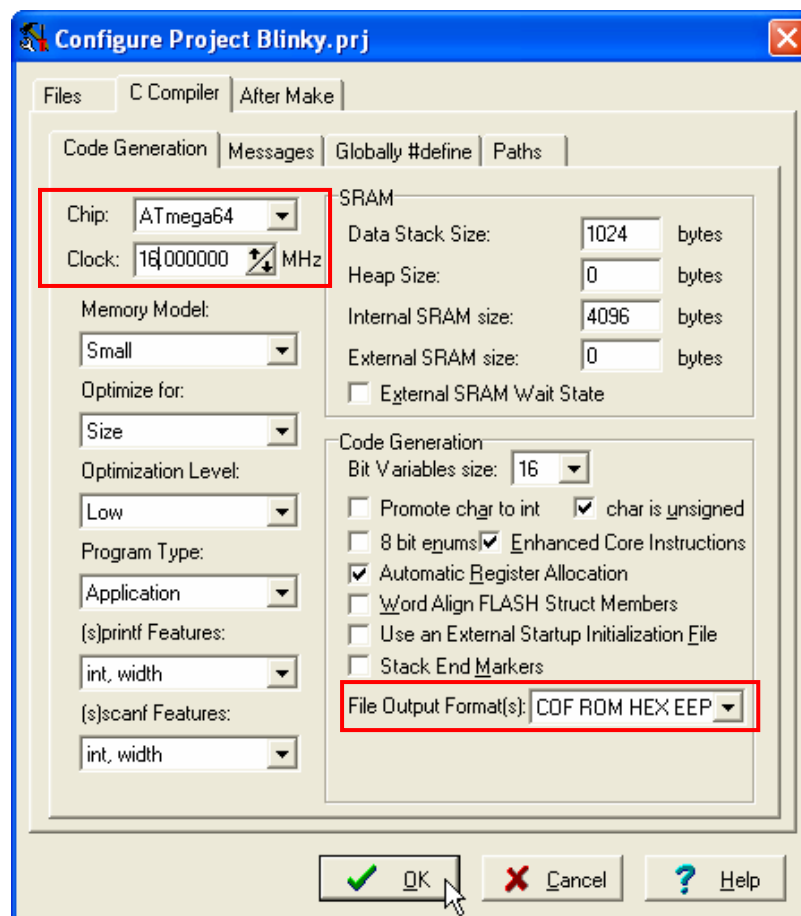 Configure Project Blinky.prj
Files C Compiler After Make
Code Generation Messages Globally #define Paths
Chip: ATmega64
Clock: 16.000000 MHz
Memory Model:
Small
Optimize for:
Size
Optimization Level:
Low
Program Type:
Application
(s)printf Features:
int, width
(s)scanf Features:
int, width
SRAM
Data Stack Size: 1024 bytes
Heap Size: 0 bytes
Internal SRAM size: 4096 bytes
External SRAM size: 0 bytes
External SRAM Wait State
Code Generation
Bit Variables size: 16
Promote char to int char is unsigned
8 bit enums Enhanced Core Instructions
Automatic Register Allocation
Word Align FLASH Struct Members
Use an External Startup Initialization File
Stack End Markers
File Output Format(s): COF ROM HEX EEP
OK Cancel Help